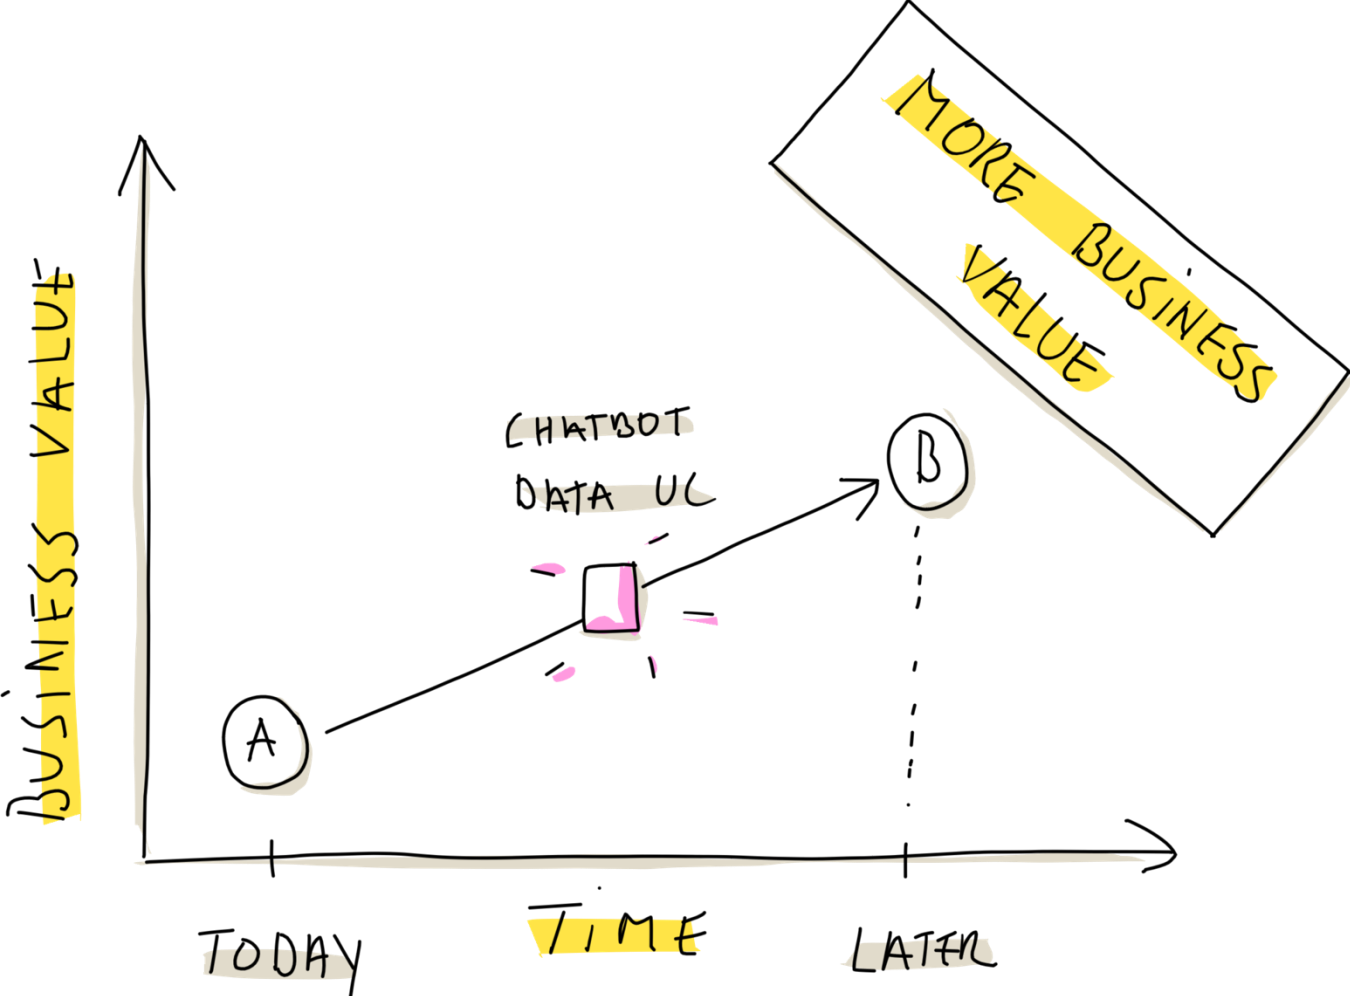 MORE BUSINESS
VALUE
BUSINESS VALUE
CHATBOT
DATA UC
B
A
TODAY
TIME
LATER